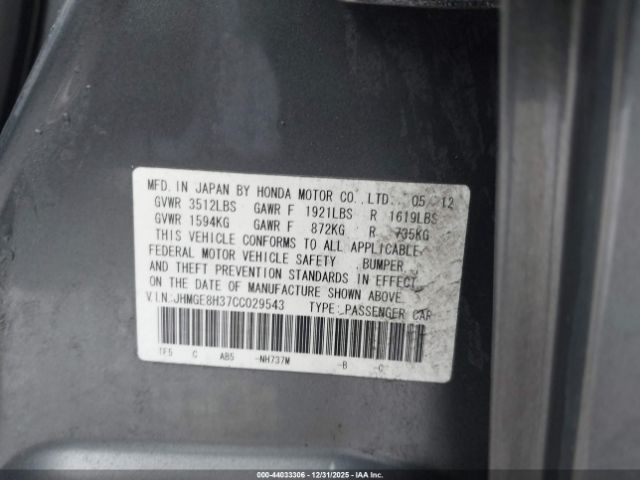 MFD. IN JAPAN BY HONDA MOTOR CO., LTD. 05 12
GVWR 3512LBS GAWR F 1921LBS R 1619LBS
GVWR 1594KG GAWR F 872KG R 735KG
THIS VEHICLE CONFORMS TO ALL APPLICABLE
FEDERAL MOTOR VEHICLE SAFETY, BUMPER,
AND THEFT PREVENTION STANDARDS IN EFFECT
ON THE DATE OF MANUFACTURE SHOWN ABOVE.
V.I.N.:JHMGE8H37CC029543 TYPE:PASSENGER CAR
TF5 C AB5 -NH737M -B -C
000-44033306 - 12/31/2025 - IAAI.COM